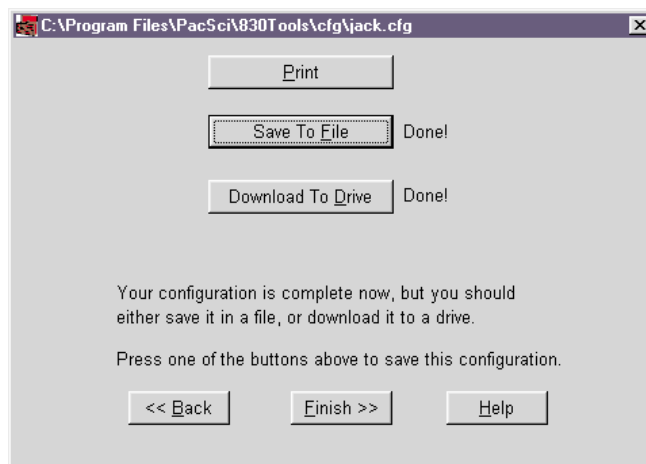 C:\Program Files\PacSci\830Tools\cfg\jack.cfg
Print
Save To File Done!
Download To Drive Done!
Your configuration is complete now, but you should
either save it in a file, or download it to a drive.
Press one of the buttons above to save this configuration.
<< Back Finish >> Help